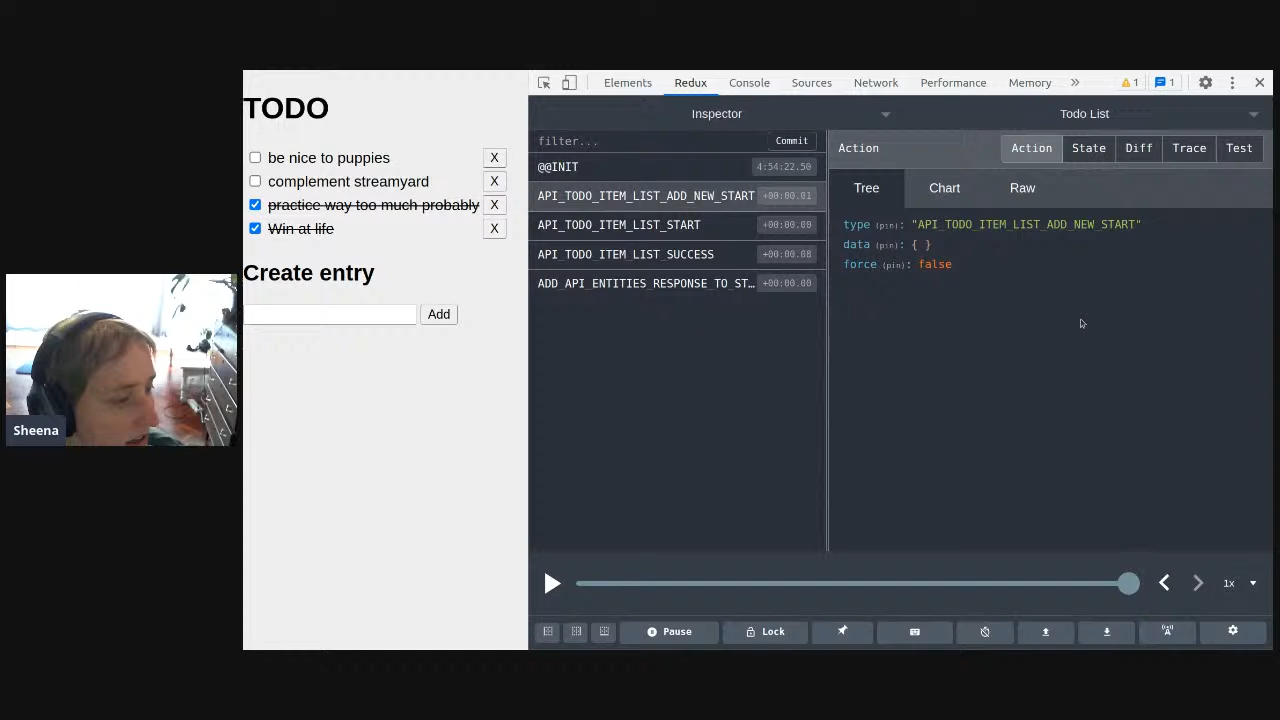 TODO
be nice to puppies X
complement streamyard X
practice way too much probably X
Win at life X
Create entry
Add
Sheena
Elements Redux Console Sources Network Performance Memory 1 1
Inspector Todo List
filter... Commit
@@INIT 4:54:22.50
API_TODO_ITEM_LIST_ADD_NEW_START +00:00.01
API_TODO_ITEM_LIST_START +00:00.00
API_TODO_ITEM_LIST_SUCCESS +00:00.08
ADD_API_ENTITIES_RESPONSE_TO_ST… +00:00.00
Action Action State Diff Trace Test
Tree Chart Raw
type (pin): "API_TODO_ITEM_LIST_ADD_NEW_START"
data (pin): { }
force (pin): false
1x
Pause Lock